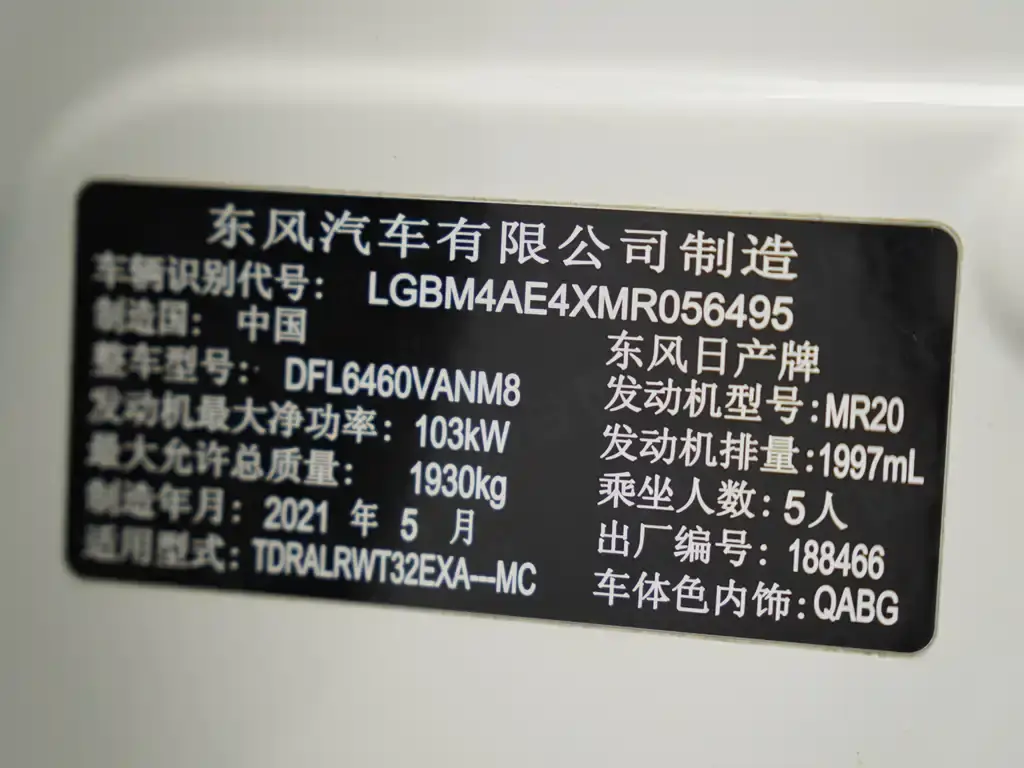 东风汽车有限公司制造
车辆识别代号： LGBM4AE4XMR056495
制造国： 中国 东风日产牌
整车型号： DFL6460VANM8 发动机型号:MR20
发动机最大净功率： 103kW 发动机排量:1997mL
最大允许总质量： 1930kg 乘坐人数: 5人
制造年月: 2021 年 5 月 出厂编号: 188466
适用型式: TDRALRWT32EXA---MC 车体色内饰:QABG